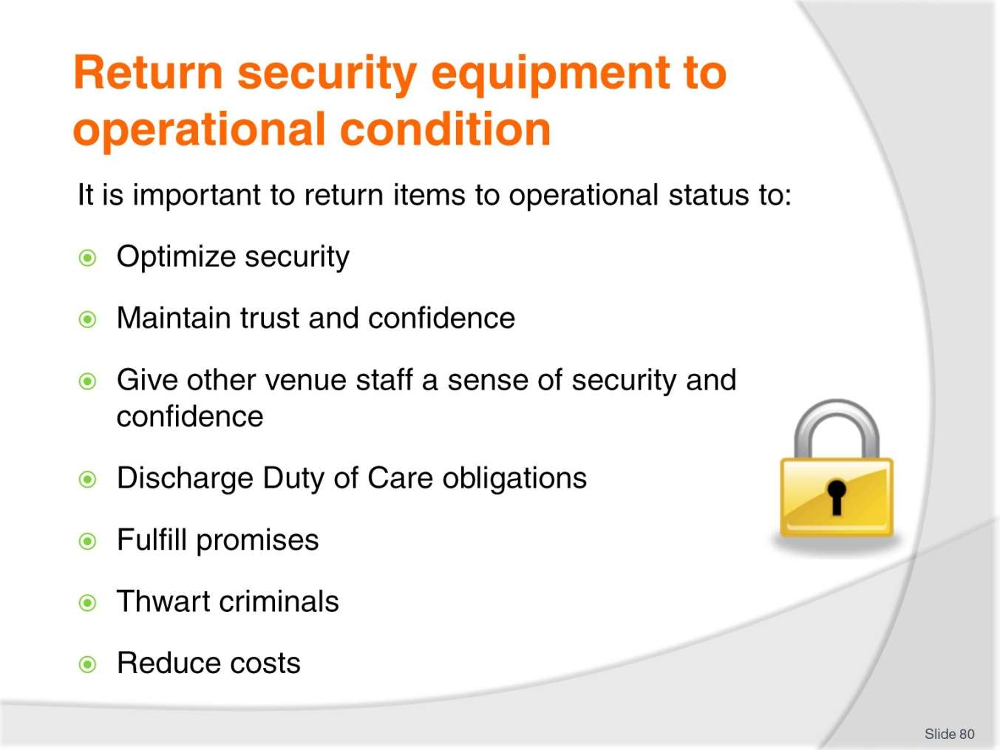 Return security equipment to
operational condition
It is important to return items to operational status to:
Optimize security
Maintain trust and confidence
Give other venue staff a sense of security and
confidence
Discharge Duty of Care obligations
Fulfill promises
Thwart criminals
Reduce costs
Slide 80